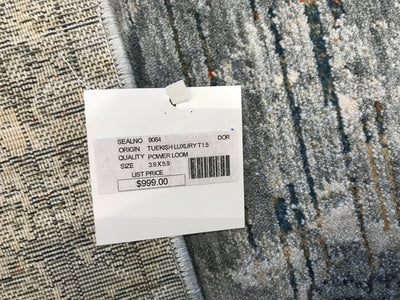 SEALNO 9064 DOR
ORIGIN TUEKISH LUXURY T1.5
QUALITY POWER LOOM
SIZE 3.9 X 5.9
LIST PRICE
$999.00